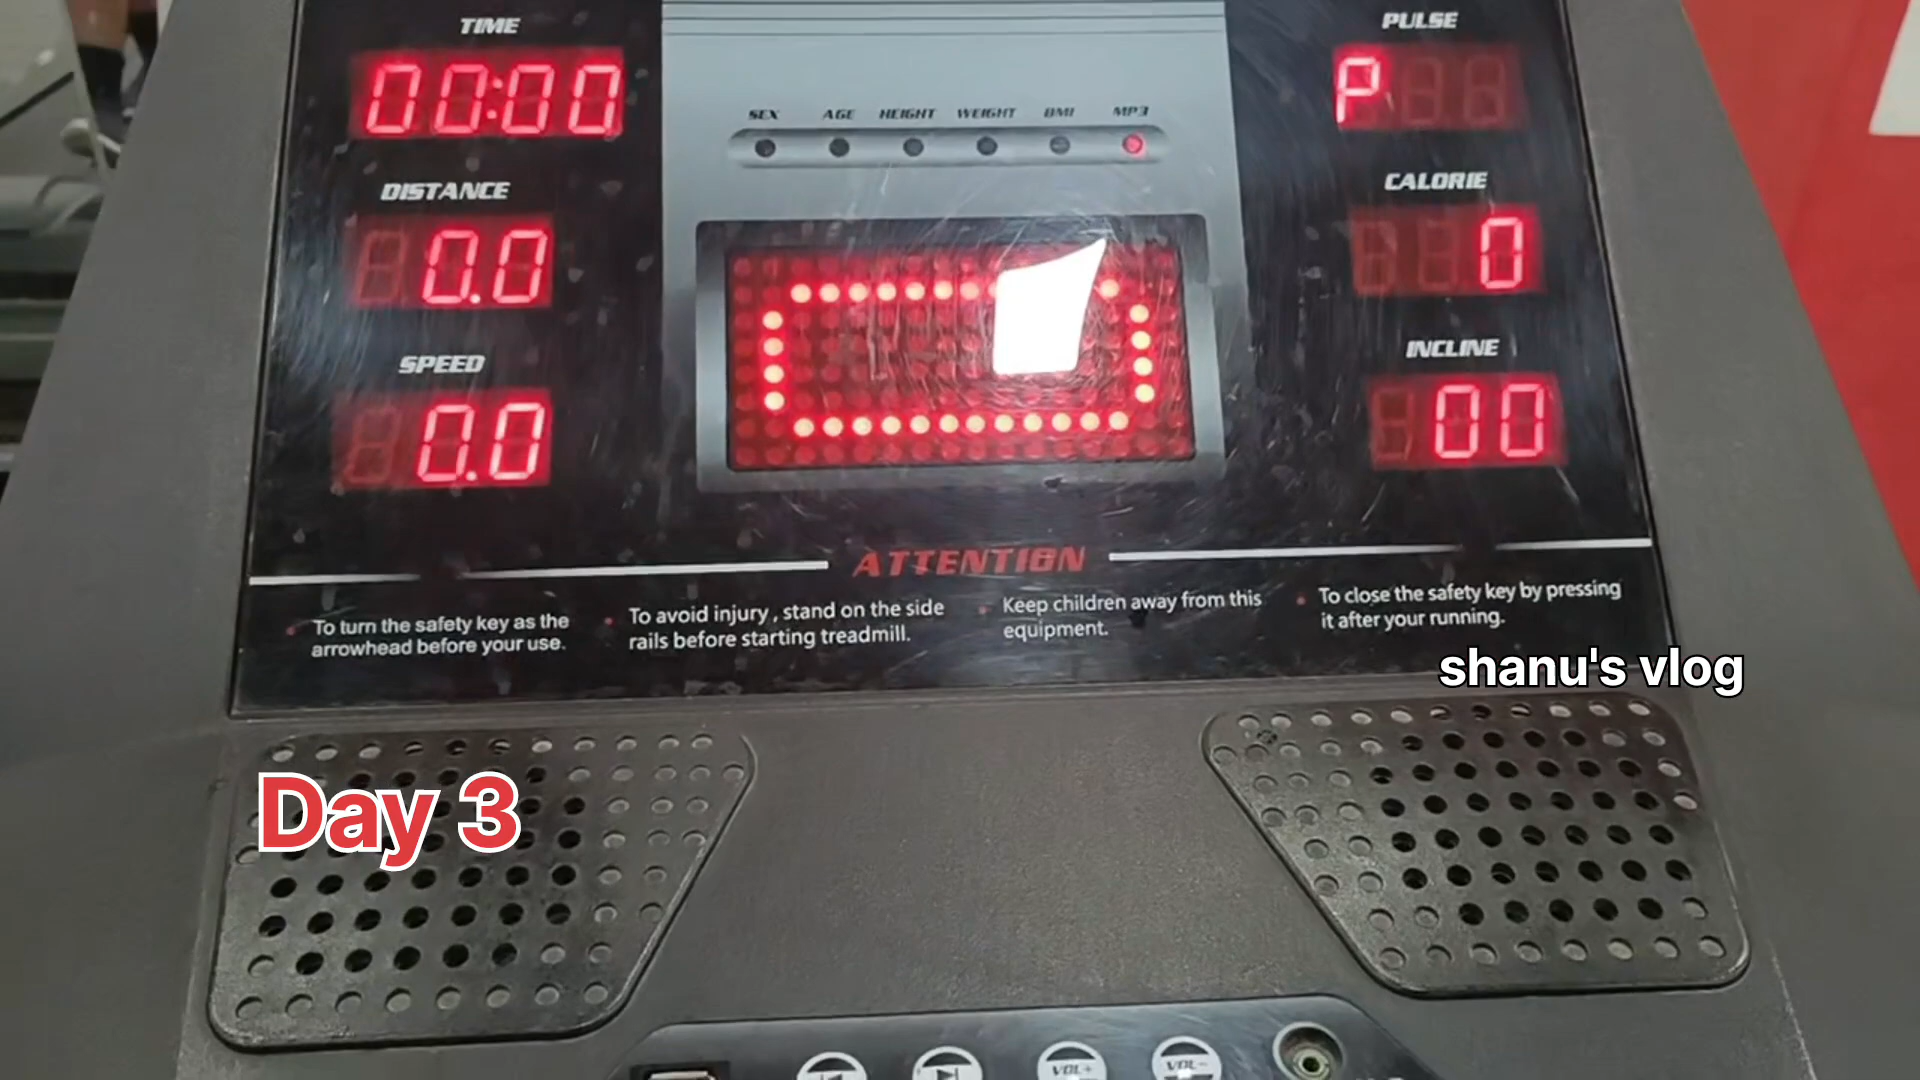 TIME
00:00
DISTANCE
0.0
SPEED
0.0
SEX AGE HEIGHT WEIGHT BMI MP3
PULSE
P
CALORIE
0
INCLINE
00
ATTENTION
To turn the safety key as the
arrowhead before your use.
To avoid injury , stand on the side
rails before starting treadmill.
Keep children away from this
equipment.
To close the safety key by pressing
it after your running.
shanu's vlog
Day 3
VOL+ VOL-